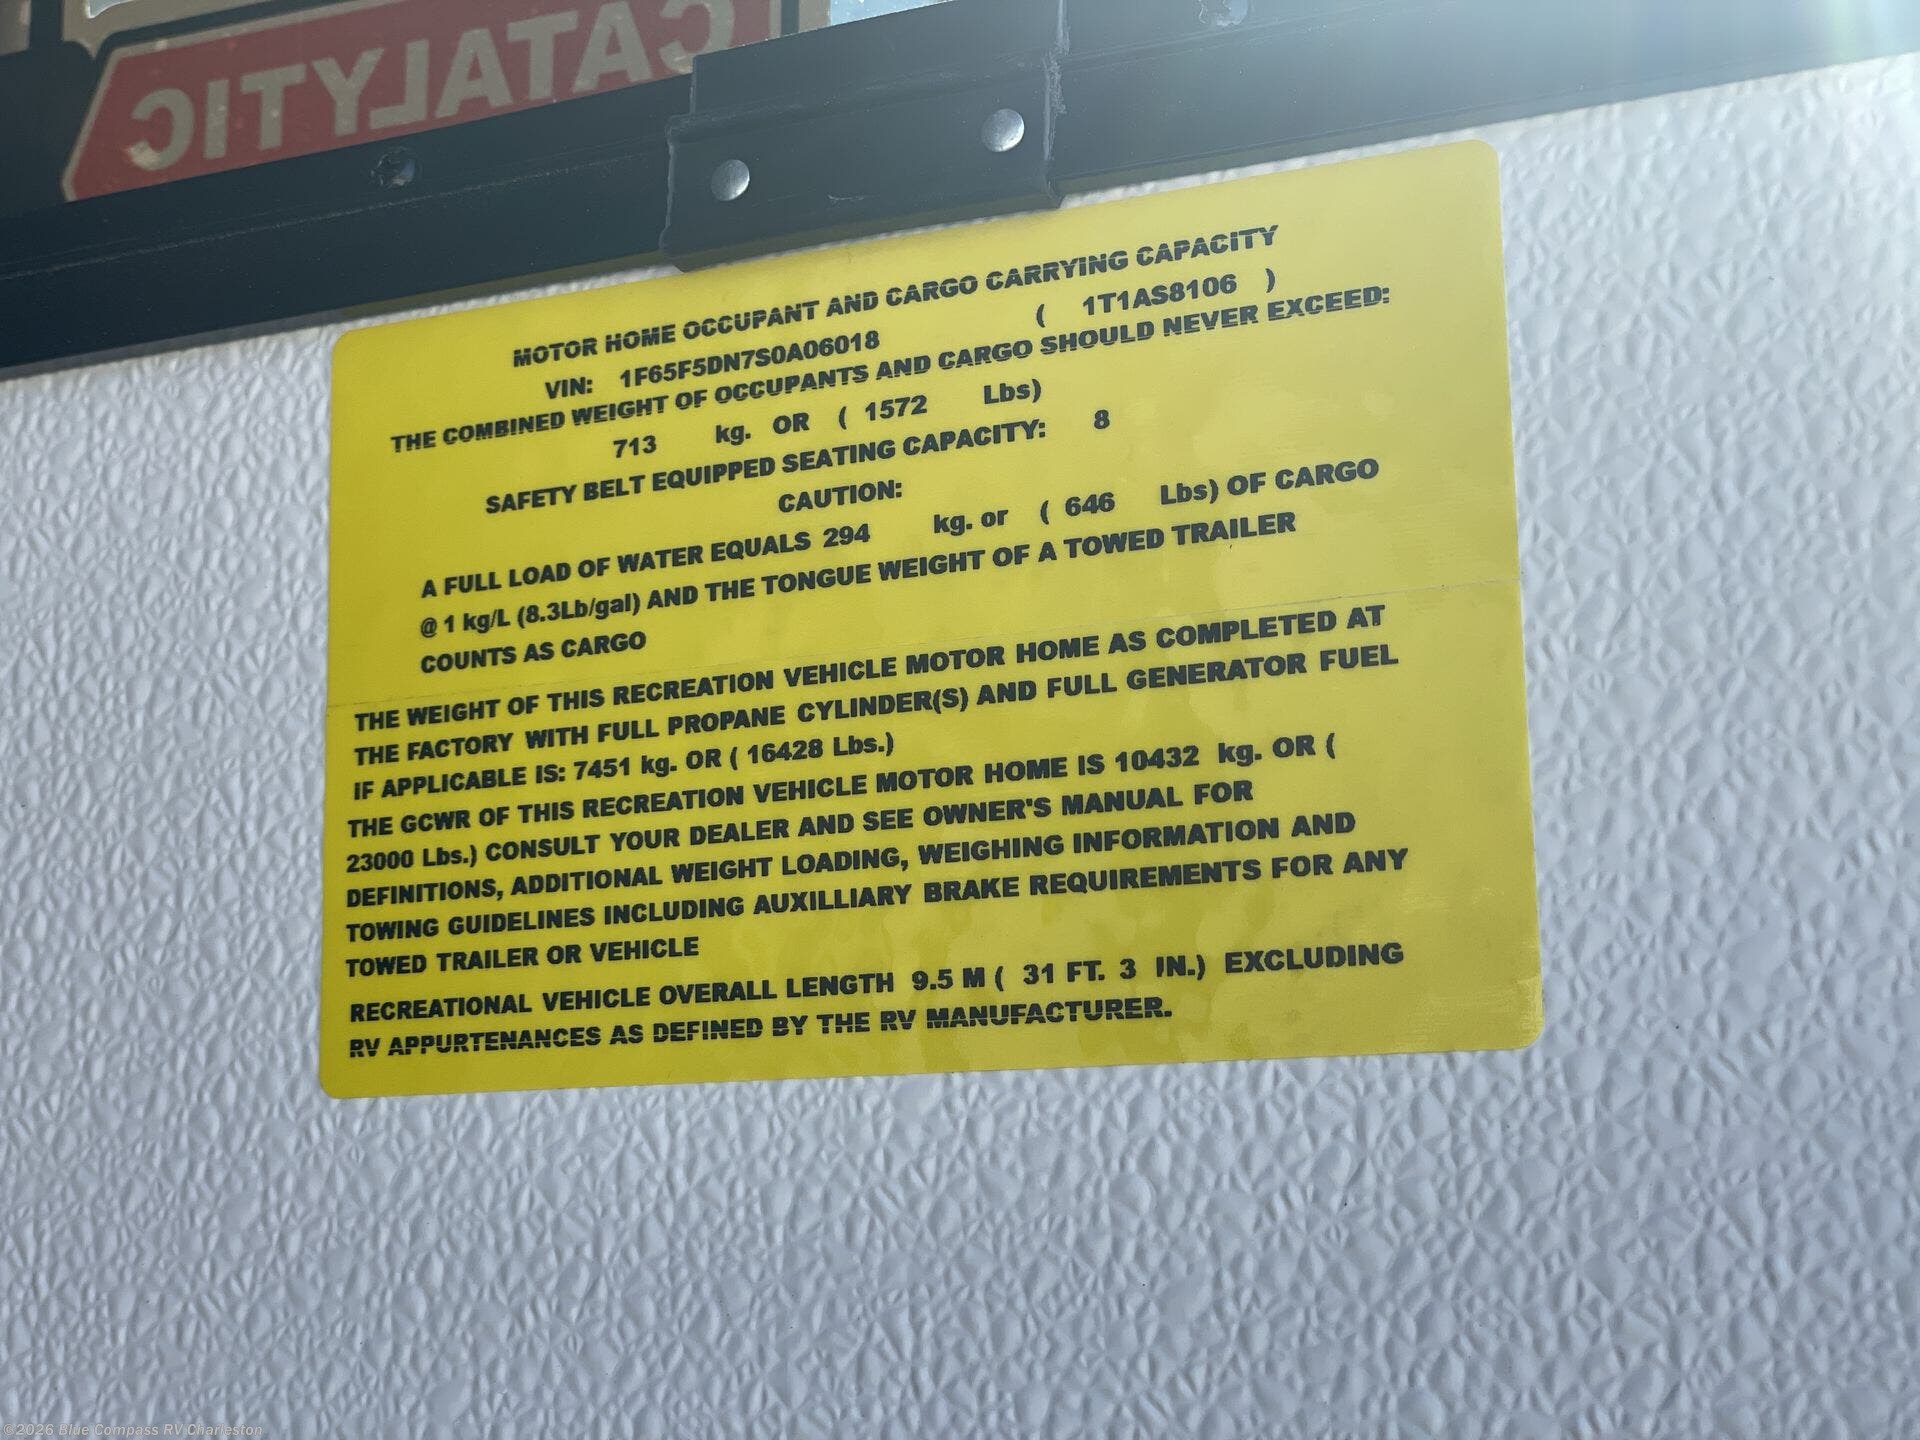 CATALYTIC
MOTOR HOME OCCUPANT AND CARGO CARRYING CAPACITY
VIN: 1F65F5DN7S0A06018 ( 1T1AS8106 )
THE COMBINED WEIGHT OF OCCUPANTS AND CARGO SHOULD NEVER EXCEED:
713 kg. OR ( 1572 Lbs)
SAFETY BELT EQUIPPED SEATING CAPACITY: 8
CAUTION:
A FULL LOAD OF WATER EQUALS 294 kg. or ( 646 Lbs) OF CARGO
@ 1 kg/L (8.3Lb/gal) AND THE TONGUE WEIGHT OF A TOWED TRAILER
COUNTS AS CARGO
THE WEIGHT OF THIS RECREATION VEHICLE MOTOR HOME AS COMPLETED AT
THE FACTORY WITH FULL PROPANE CYLINDER(S) AND FULL GENERATOR FUEL
IF APPLICABLE IS: 7451 kg. OR ( 16428 Lbs.)
THE GCWR OF THIS RECREATION VEHICLE MOTOR HOME IS 10432 kg. OR (
23000 Lbs.) CONSULT YOUR DEALER AND SEE OWNER'S MANUAL FOR
DEFINITIONS, ADDITIONAL WEIGHT LOADING, WEIGHING INFORMATION AND
TOWING GUIDELINES INCLUDING AUXILLIARY BRAKE REQUIREMENTS FOR ANY
TOWED TRAILER OR VEHICLE
RECREATIONAL VEHICLE OVERALL LENGTH 9.5 M ( 31 FT. 3 IN.) EXCLUDING
RV APPURTENANCES AS DEFINED BY THE RV MANUFACTURER.
©2026 Blue Compass RV Charleston